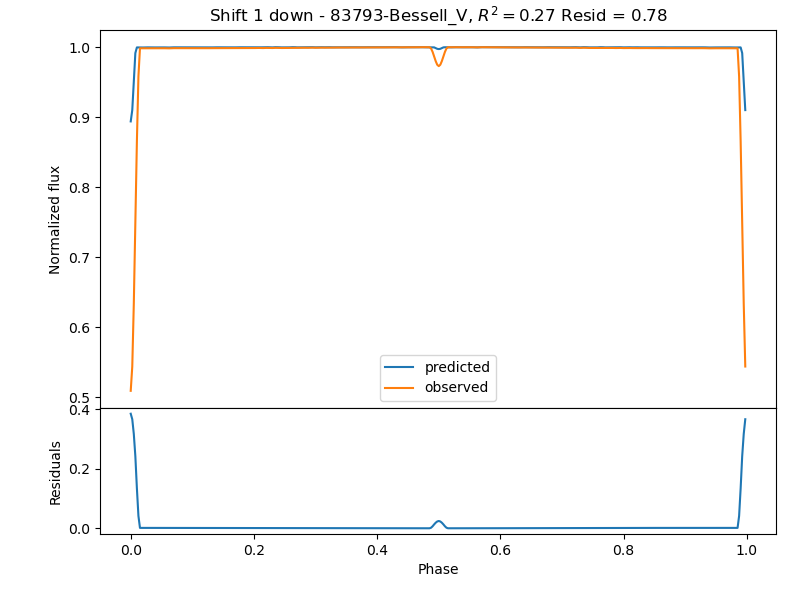 Shift 1 down - 83793-Bessell_V, $R^2 = 0.27$ Resid = 0.78
Normalized flux
1.0
0.9
0.8
0.7
0.6
0.5
predicted
observed
Residuals
0.4
0.2
0.0
0.0 0.2 0.4 0.6 0.8 1.0
Phase